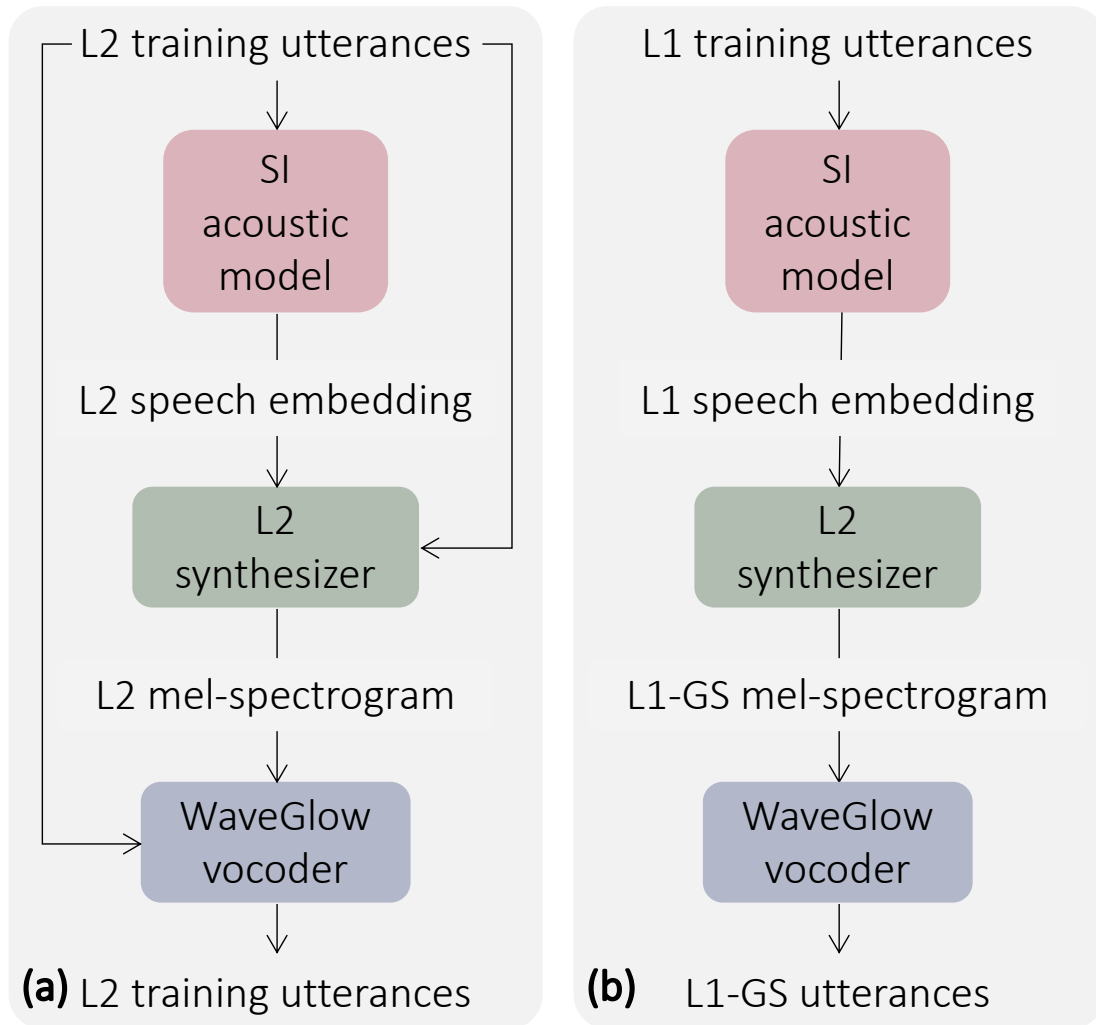 L2 training utterances
SI
acoustic
model
L2 speech embedding
L2
synthesizer
L2 mel-spectrogram
WaveGlow
vocoder
(a) L2 training utterances
L1 training utterances
SI
acoustic
model
L1 speech embedding
L2
synthesizer
L1-GS mel-spectrogram
WaveGlow
vocoder
(b) L1-GS utterances